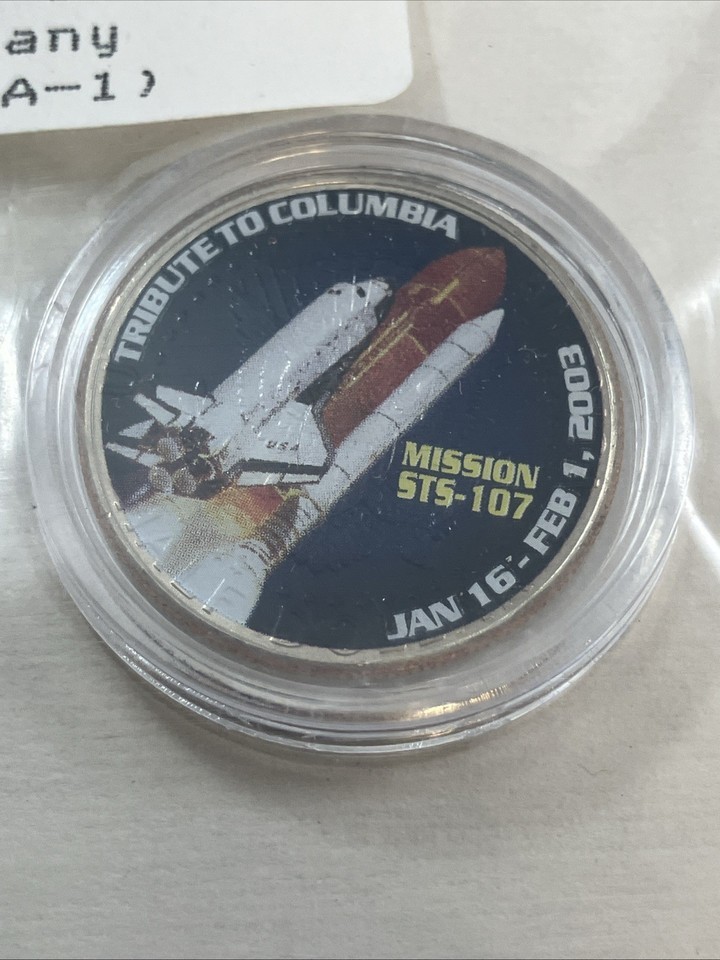 any
A-1)
TRIBUTE TO COLUMBIA
USA
MISSION
STS-107
JAN 16 - FEB 1, 2003